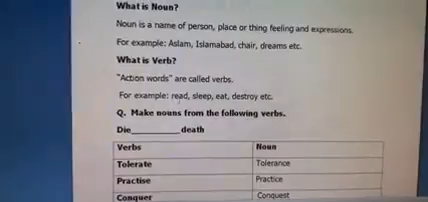 What is Noun?
Noun is a name of person, place or thing feeling and expressions.
For example: Aslam, Islamabad, chair, dreams etc.
What is Verb?
"Action words" are called verbs.
For example: read, sleep, eat, destroy etc.
Q. Make nouns from the following verbs.
Die__________death
Verbs Noun
Tolerate Tolerance
Practise Practice
Conquer Conquest